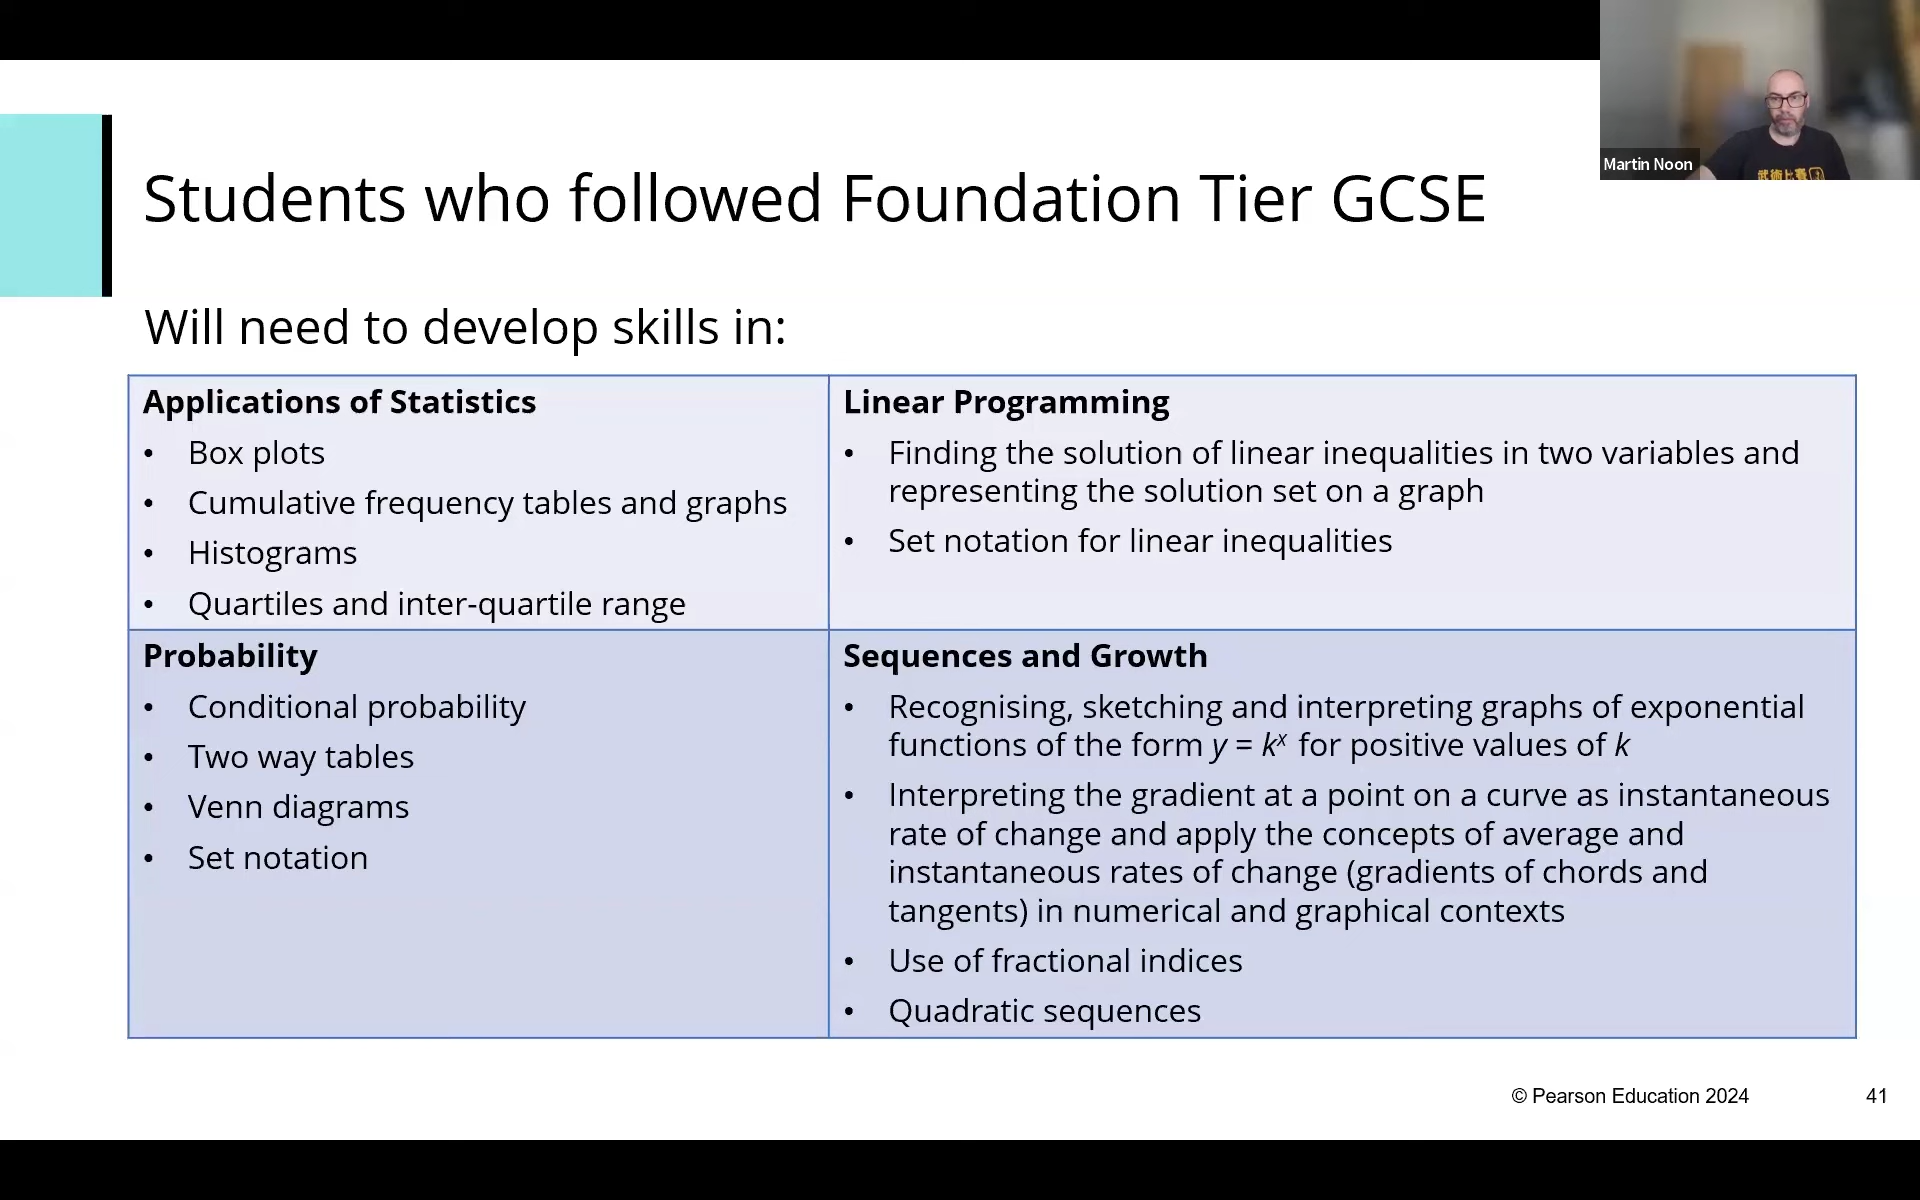 Martin Noon
武術比賽
Students who followed Foundation Tier GCSE
Will need to develop skills in:
Applications of Statistics
• Box plots
• Cumulative frequency tables and graphs
• Histograms
• Quartiles and inter-quartile range
Linear Programming
• Finding the solution of linear inequalities in two variables and
representing the solution set on a graph
• Set notation for linear inequalities
Probability
• Conditional probability
• Two way tables
• Venn diagrams
• Set notation
Sequences and Growth
• Recognising, sketching and interpreting graphs of exponential
functions of the form y = kˣ for positive values of k
• Interpreting the gradient at a point on a curve as instantaneous
rate of change and apply the concepts of average and
instantaneous rates of change (gradients of chords and
tangents) in numerical and graphical contexts
• Use of fractional indices
• Quadratic sequences
© Pearson Education 2024
41